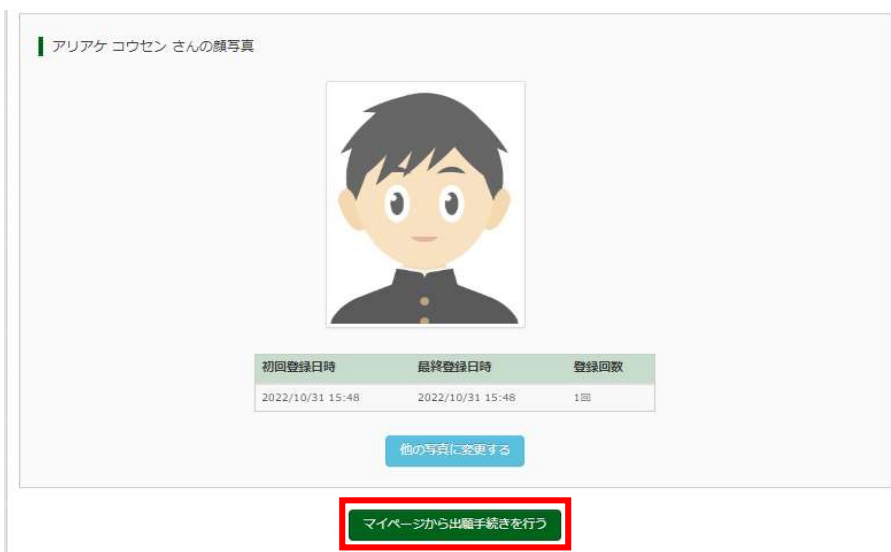 アリアケ コウセン さんの顔写真
初回登録日時 最終登録日時 登録回数
2022/10/31 15:48 2022/10/31 15:48 1回
他の写真に変更する
マイページから出願手続きを行う